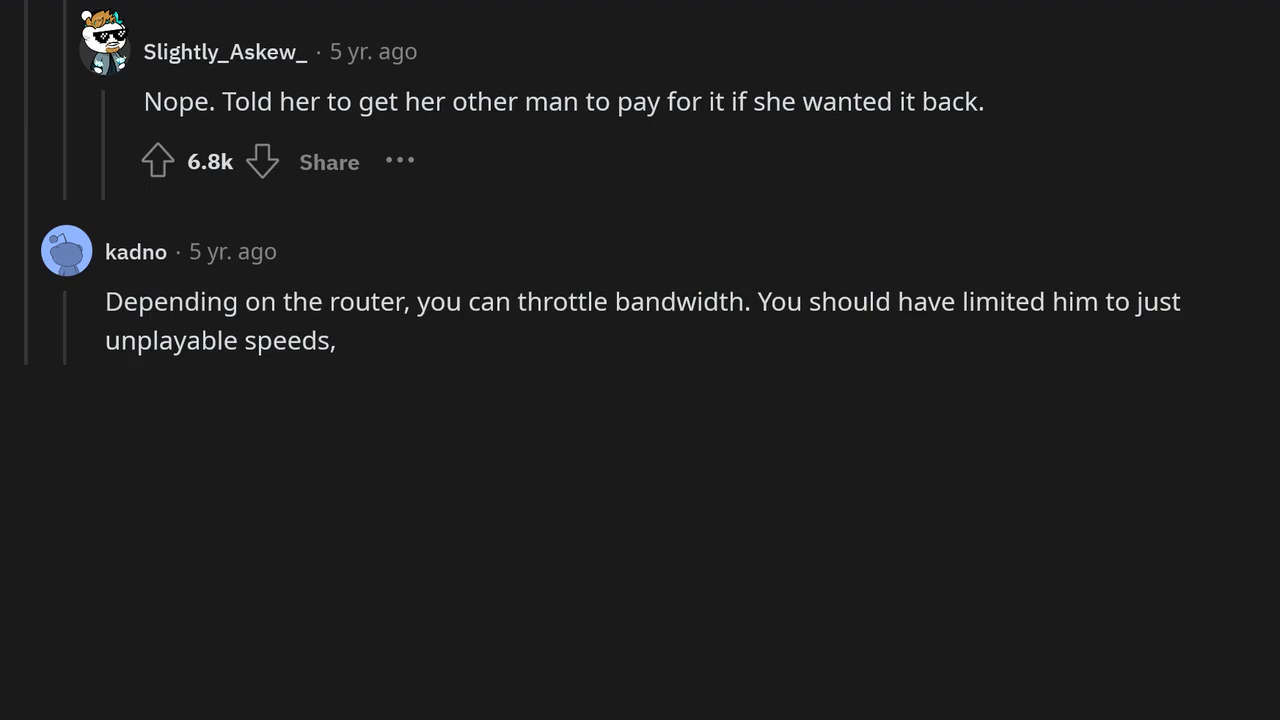 Slightly_Askew_ · 5 yr. ago
Nope. Told her to get her other man to pay for it if she wanted it back.
6.8k Share ···
kadno · 5 yr. ago
Depending on the router, you can throttle bandwidth. You should have limited him to just
unplayable speeds,